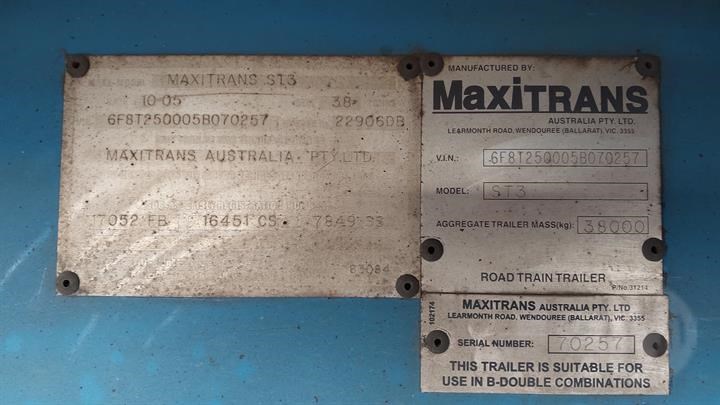 MAXITRANS ST3
10-05 38
6F8T250005B070257 22906DB
MAXITRANS AUSTRALIA PTY.LTD.
7052 FB 16451 CS 7849 SS
83084
MANUFACTURED BY:
MaxiTRANS
AUSTRALIA PTY. LTD.
LEARMONTH ROAD, WENDOUREE (BALLARAT), VIC. 3355
V.I.N.: 6F8T250005B070257
MODEL: ST3
AGGREGATE TRAILER MASS(kg): 38000
ROAD TRAIN TRAILER
P/No.31214
102174
MAXITRANS AUSTRALIA PTY. LTD
LEARMONTH ROAD, WENDOUREE (BALLARAT), VIC. 3355
SERIAL NUMBER: 70257
THIS TRAILER IS SUITABLE FOR
USE IN B-DOUBLE COMBINATIONS